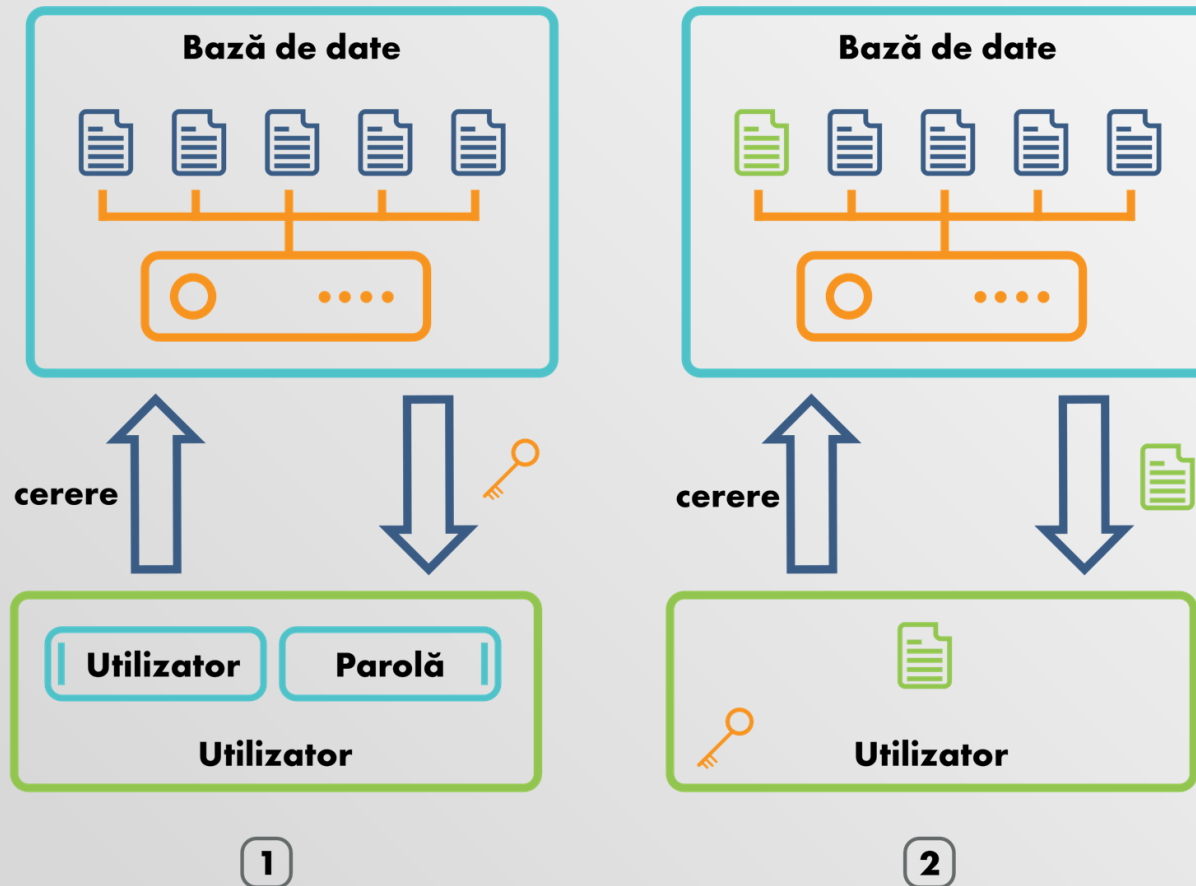 Bază de date
cerere
Utilizator
Parolă
Utilizator
1
Bază de date
cerere
Utilizator
2